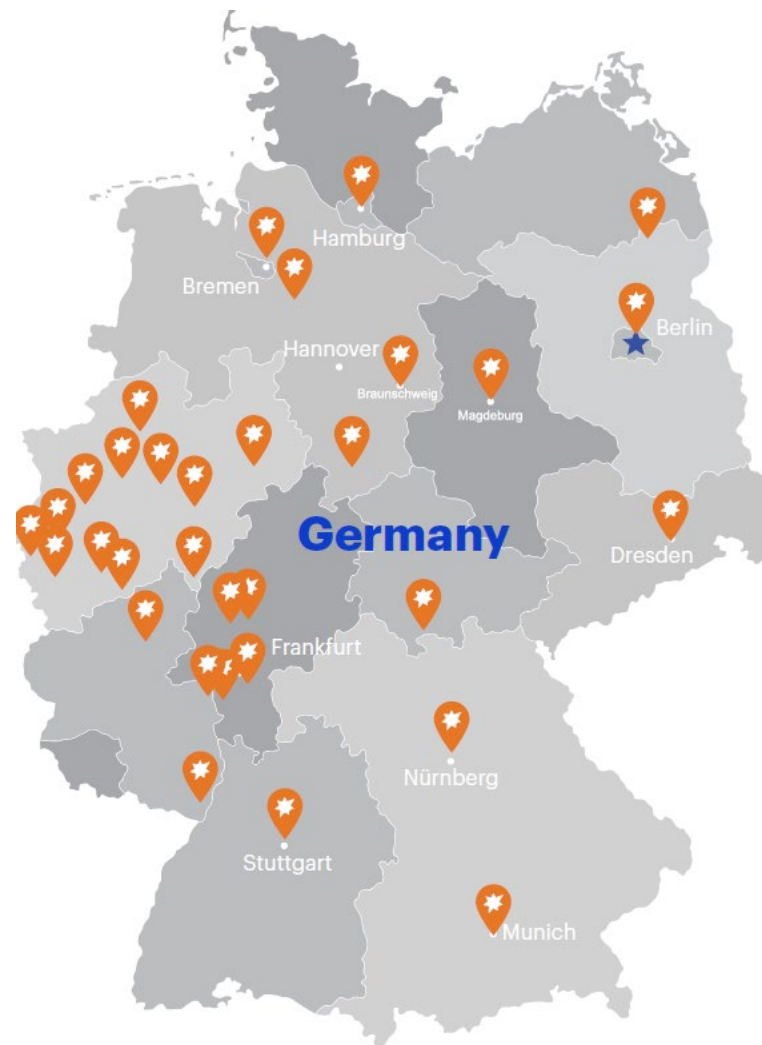 Hamburg
Bremen
Berlin
Hannover
Braunschweig
Magdeburg
Germany
Dresden
Frankfurt
Nürnberg
Stuttgart
Munich